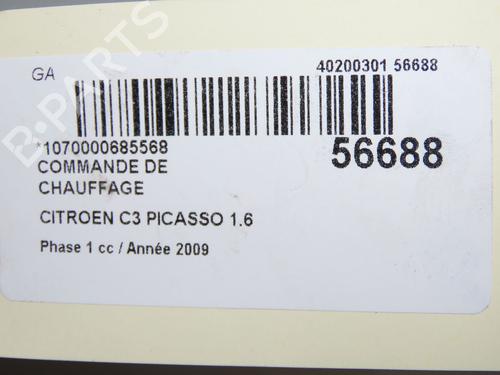 GA
40200301 56688
*1070000685568
56688
COMMANDE DE
CHAUFFAGE
CITROEN C3 PICASSO 1.6
Phase 1 cc / Année 2009
B-PARTS